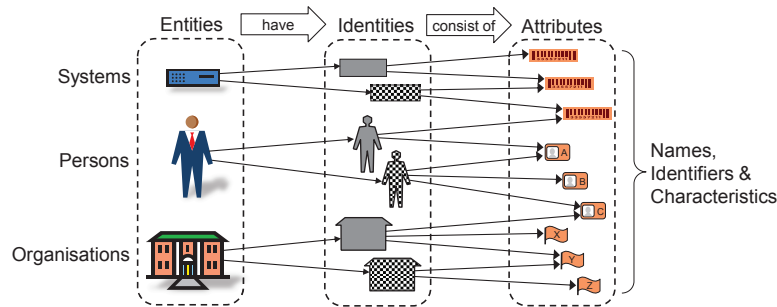 Entities have Identities consist of Attributes
Systems
Persons
Organisations
A
B
C
X
Y
Z
Names,
Identifiers &
Characteristics